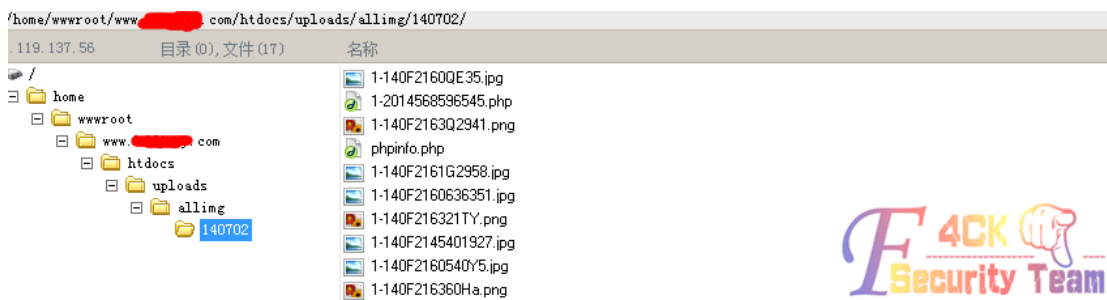 /home/wwwroot/www. .com/htdocs/uploads/allimg/140702/
.119.137.56 目录(0),文件(17) 名称
/
home
wwwroot
www. com
htdocs
uploads
allimg
140702
1-140F2160QE35.jpg
1-2014568596545.php
1-140F2163Q2941.png
phpinfo.php
1-140F2161G2958.jpg
1-140F2160636351.jpg
1-140F216321TY.png
1-140F2145401927.jpg
1-140F2160540Y5.jpg
1-140F216360Ha.png
F4CK
Security Team